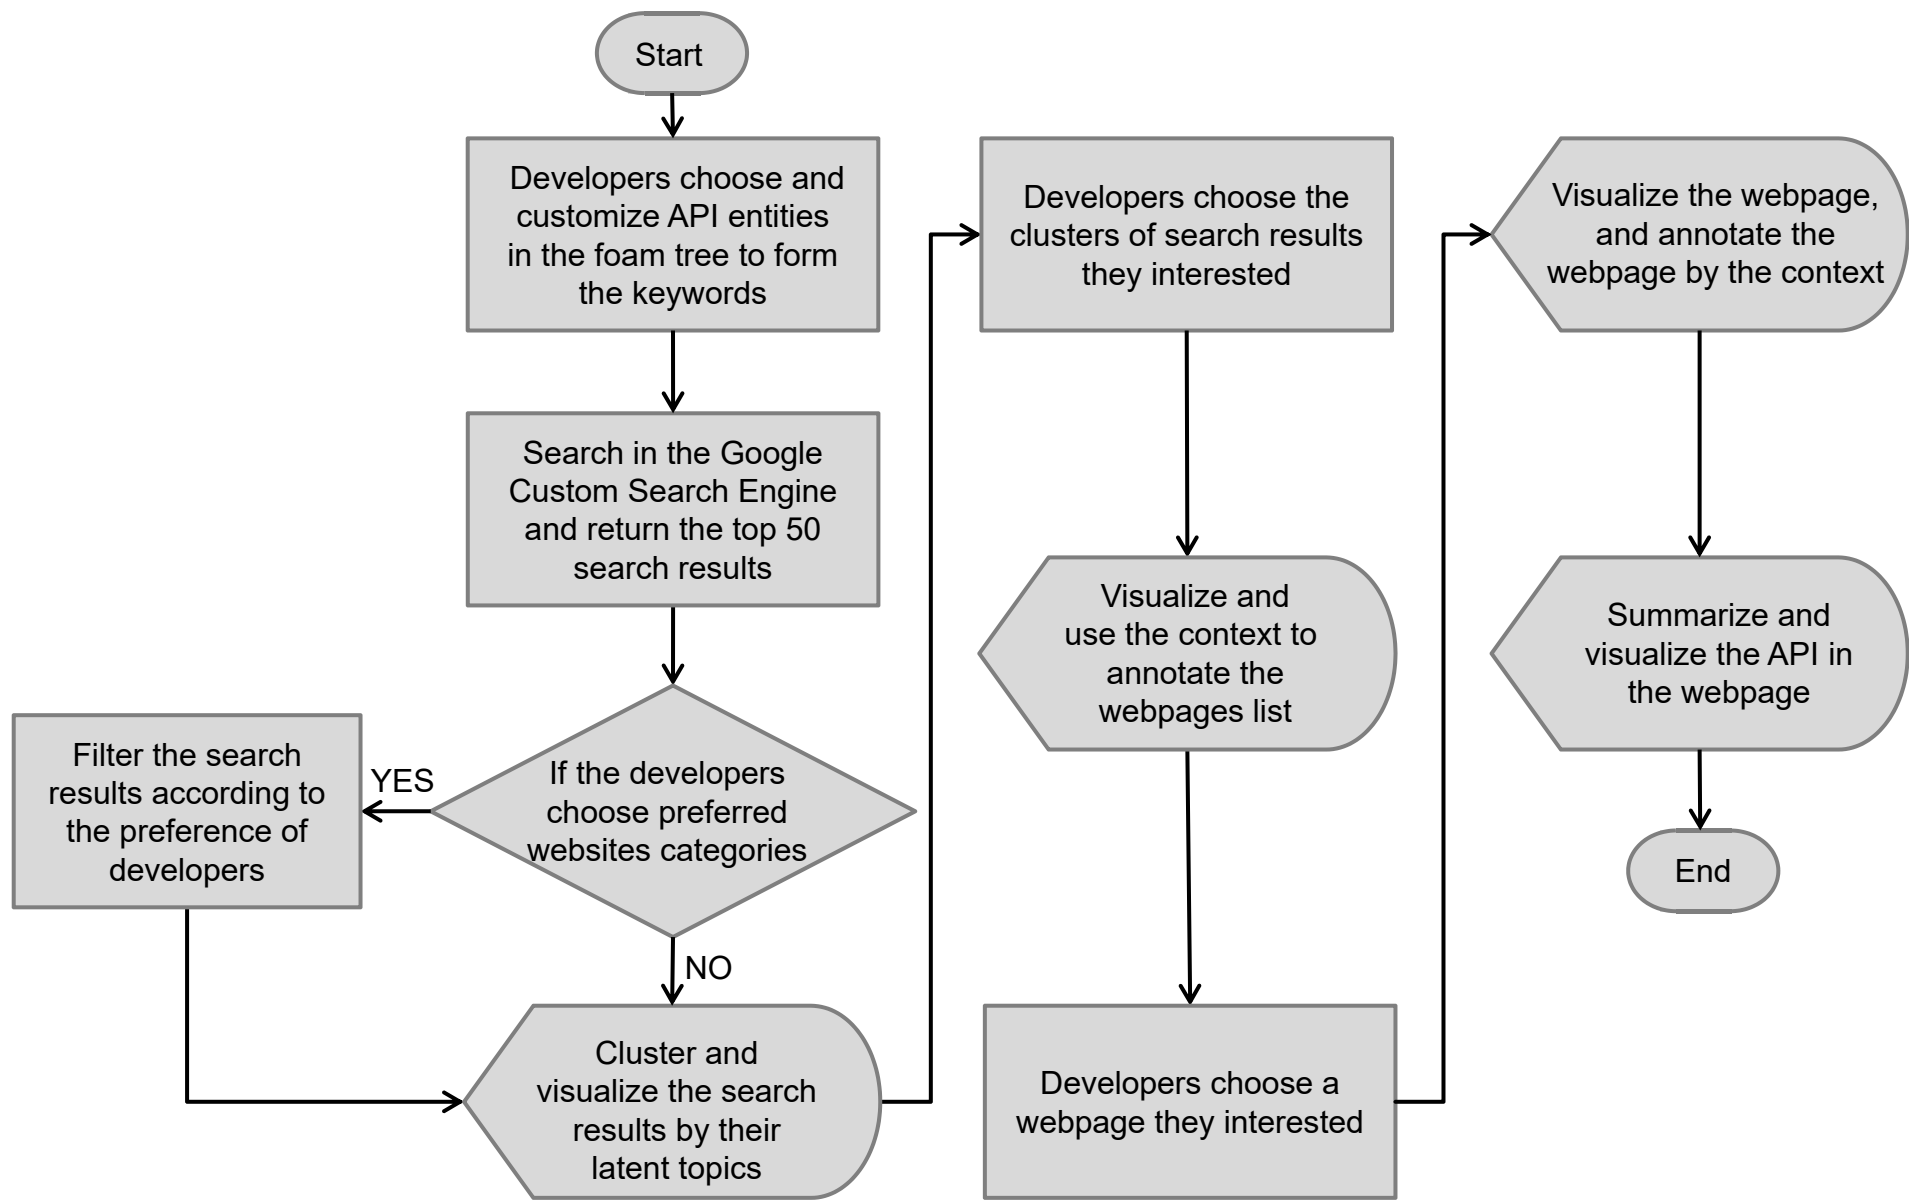 Start
Developers choose and
customize API entities
in the foam tree to form
the keywords
Search in the Google
Custom Search Engine
and return the top 50
search results
If the developers
choose preferred
websites categories
YES
Filter the search
results according to
the preference of
developers
NO
Cluster and
visualize the search
results by their
latent topics
Developers choose the
clusters of search results
they interested
Visualize and
use the context to
annotate the
webpages list
Developers choose a
webpage they interested
Visualize the webpage,
and annotate the
webpage by the context
Summarize and
visualize the API in
the webpage
End